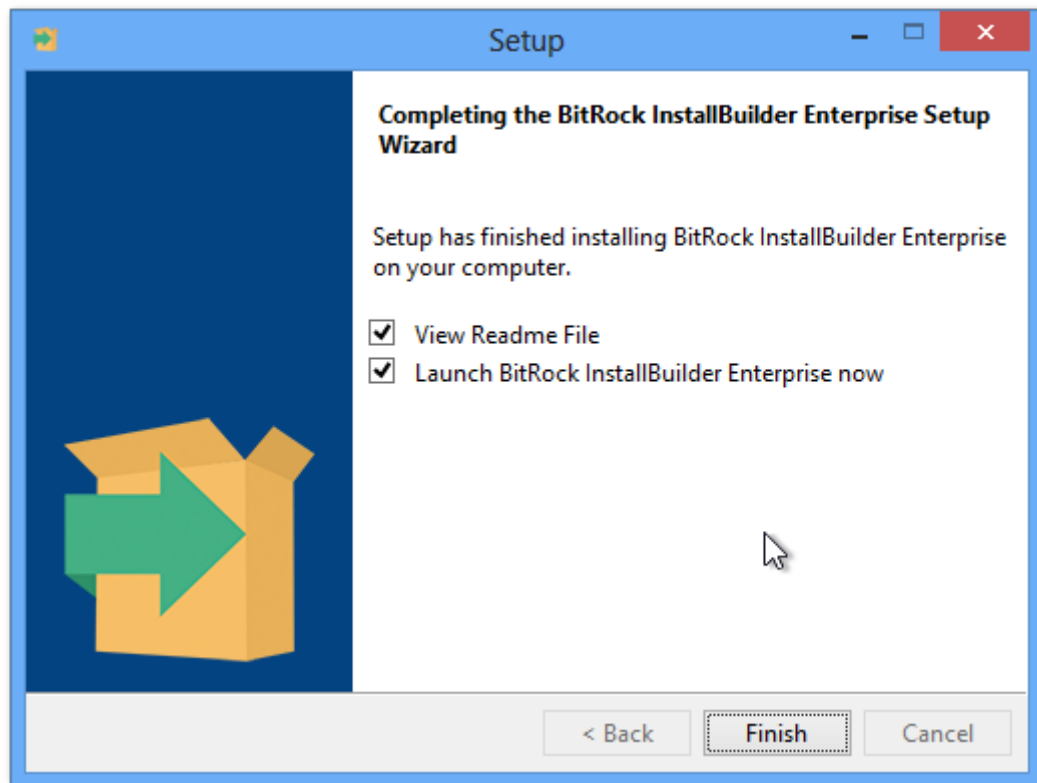 Setup
Completing the BitRock InstallBuilder Enterprise Setup
Wizard
Setup has finished installing BitRock InstallBuilder Enterprise
on your computer.
View Readme File
Launch BitRock InstallBuilder Enterprise now
< Back
Finish
Cancel